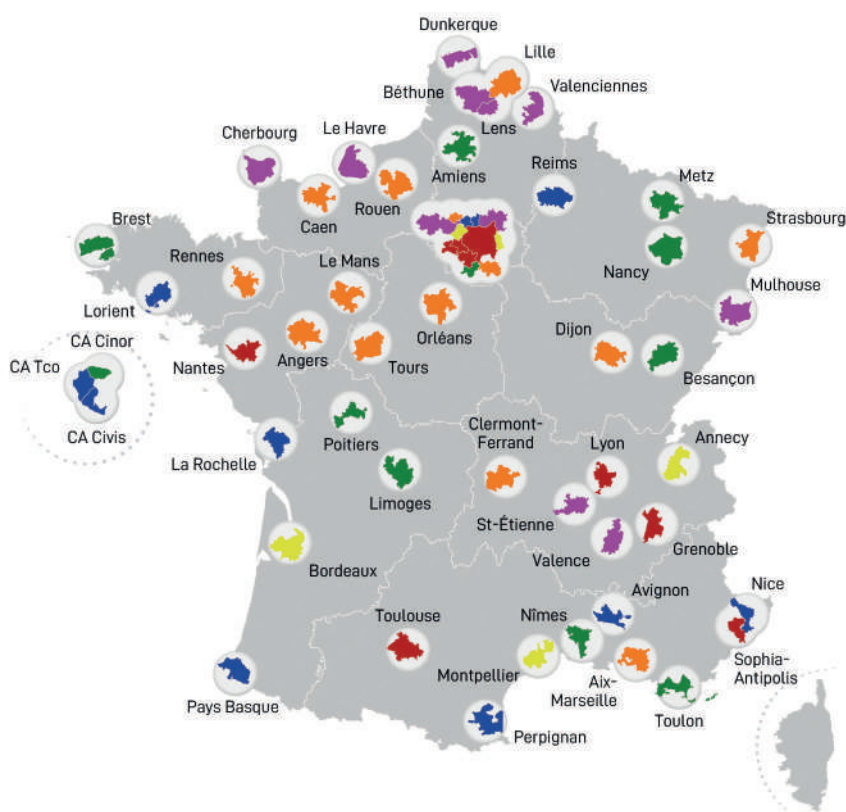 Dunkerque
Lille
Béthune
Valenciennes
Lens
Cherbourg
Le Havre
Amiens
Reims
Metz
Rouen
Caen
Strasbourg
Brest
Rennes
Le Mans
Nancy
Mulhouse
Lorient
Orléans
Dijon
CA Cinor
Nantes
Angers
Tours
Besançon
CA Tco
CA Civis
Poitiers
Clermont-
Ferrand
Lyon
Annecy
La Rochelle
Limoges
St-Étienne
Grenoble
Valence
Bordeaux
Avignon
Nice
Toulouse
Nîmes
Montpellier
Aix-
Marseille
Sophia-
Antipolis
Pays Basque
Toulon
Perpignan